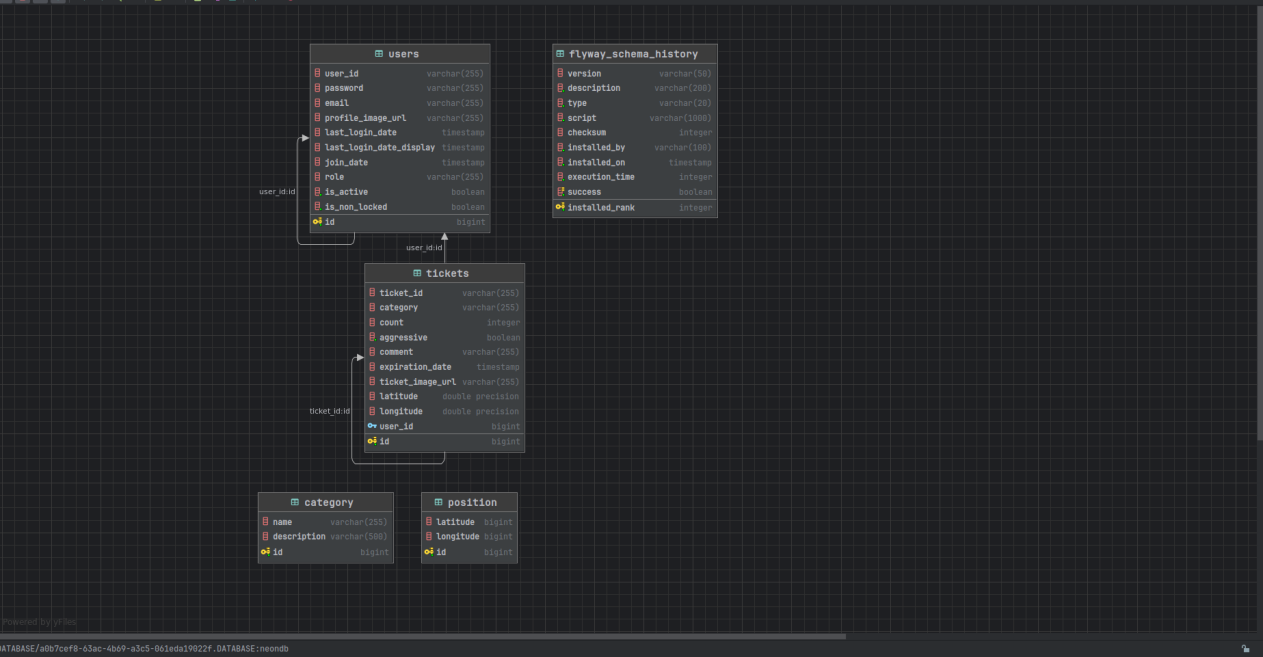 users
user_id varchar(255)
password varchar(255)
email varchar(255)
profile_image_url varchar(255)
last_login_date timestamp
last_login_date_display timestamp
join_date timestamp
role varchar(255)
is_active boolean
is_non_locked boolean
id bigint
user_id:id
flyway_schema_history
version varchar(50)
description varchar(200)
type varchar(20)
script varchar(1000)
checksum integer
installed_by varchar(100)
installed_on timestamp
execution_time integer
success boolean
installed_rank integer
user_id:id
tickets
ticket_id varchar(255)
category varchar(255)
count integer
aggressive boolean
comment varchar(255)
expiration_date timestamp
ticket_image_url varchar(255)
latitude double precision
longitude double precision
user_id bigint
id bigint
ticket_id:id
category
name varchar(255)
description varchar(500)
id bigint
position
latitude bigint
longitude bigint
id bigint
Powered by yFiles
DATABASE/a0b7cef8-63ac-4b69-a3c5-061eda19022f.DATABASE:neondb